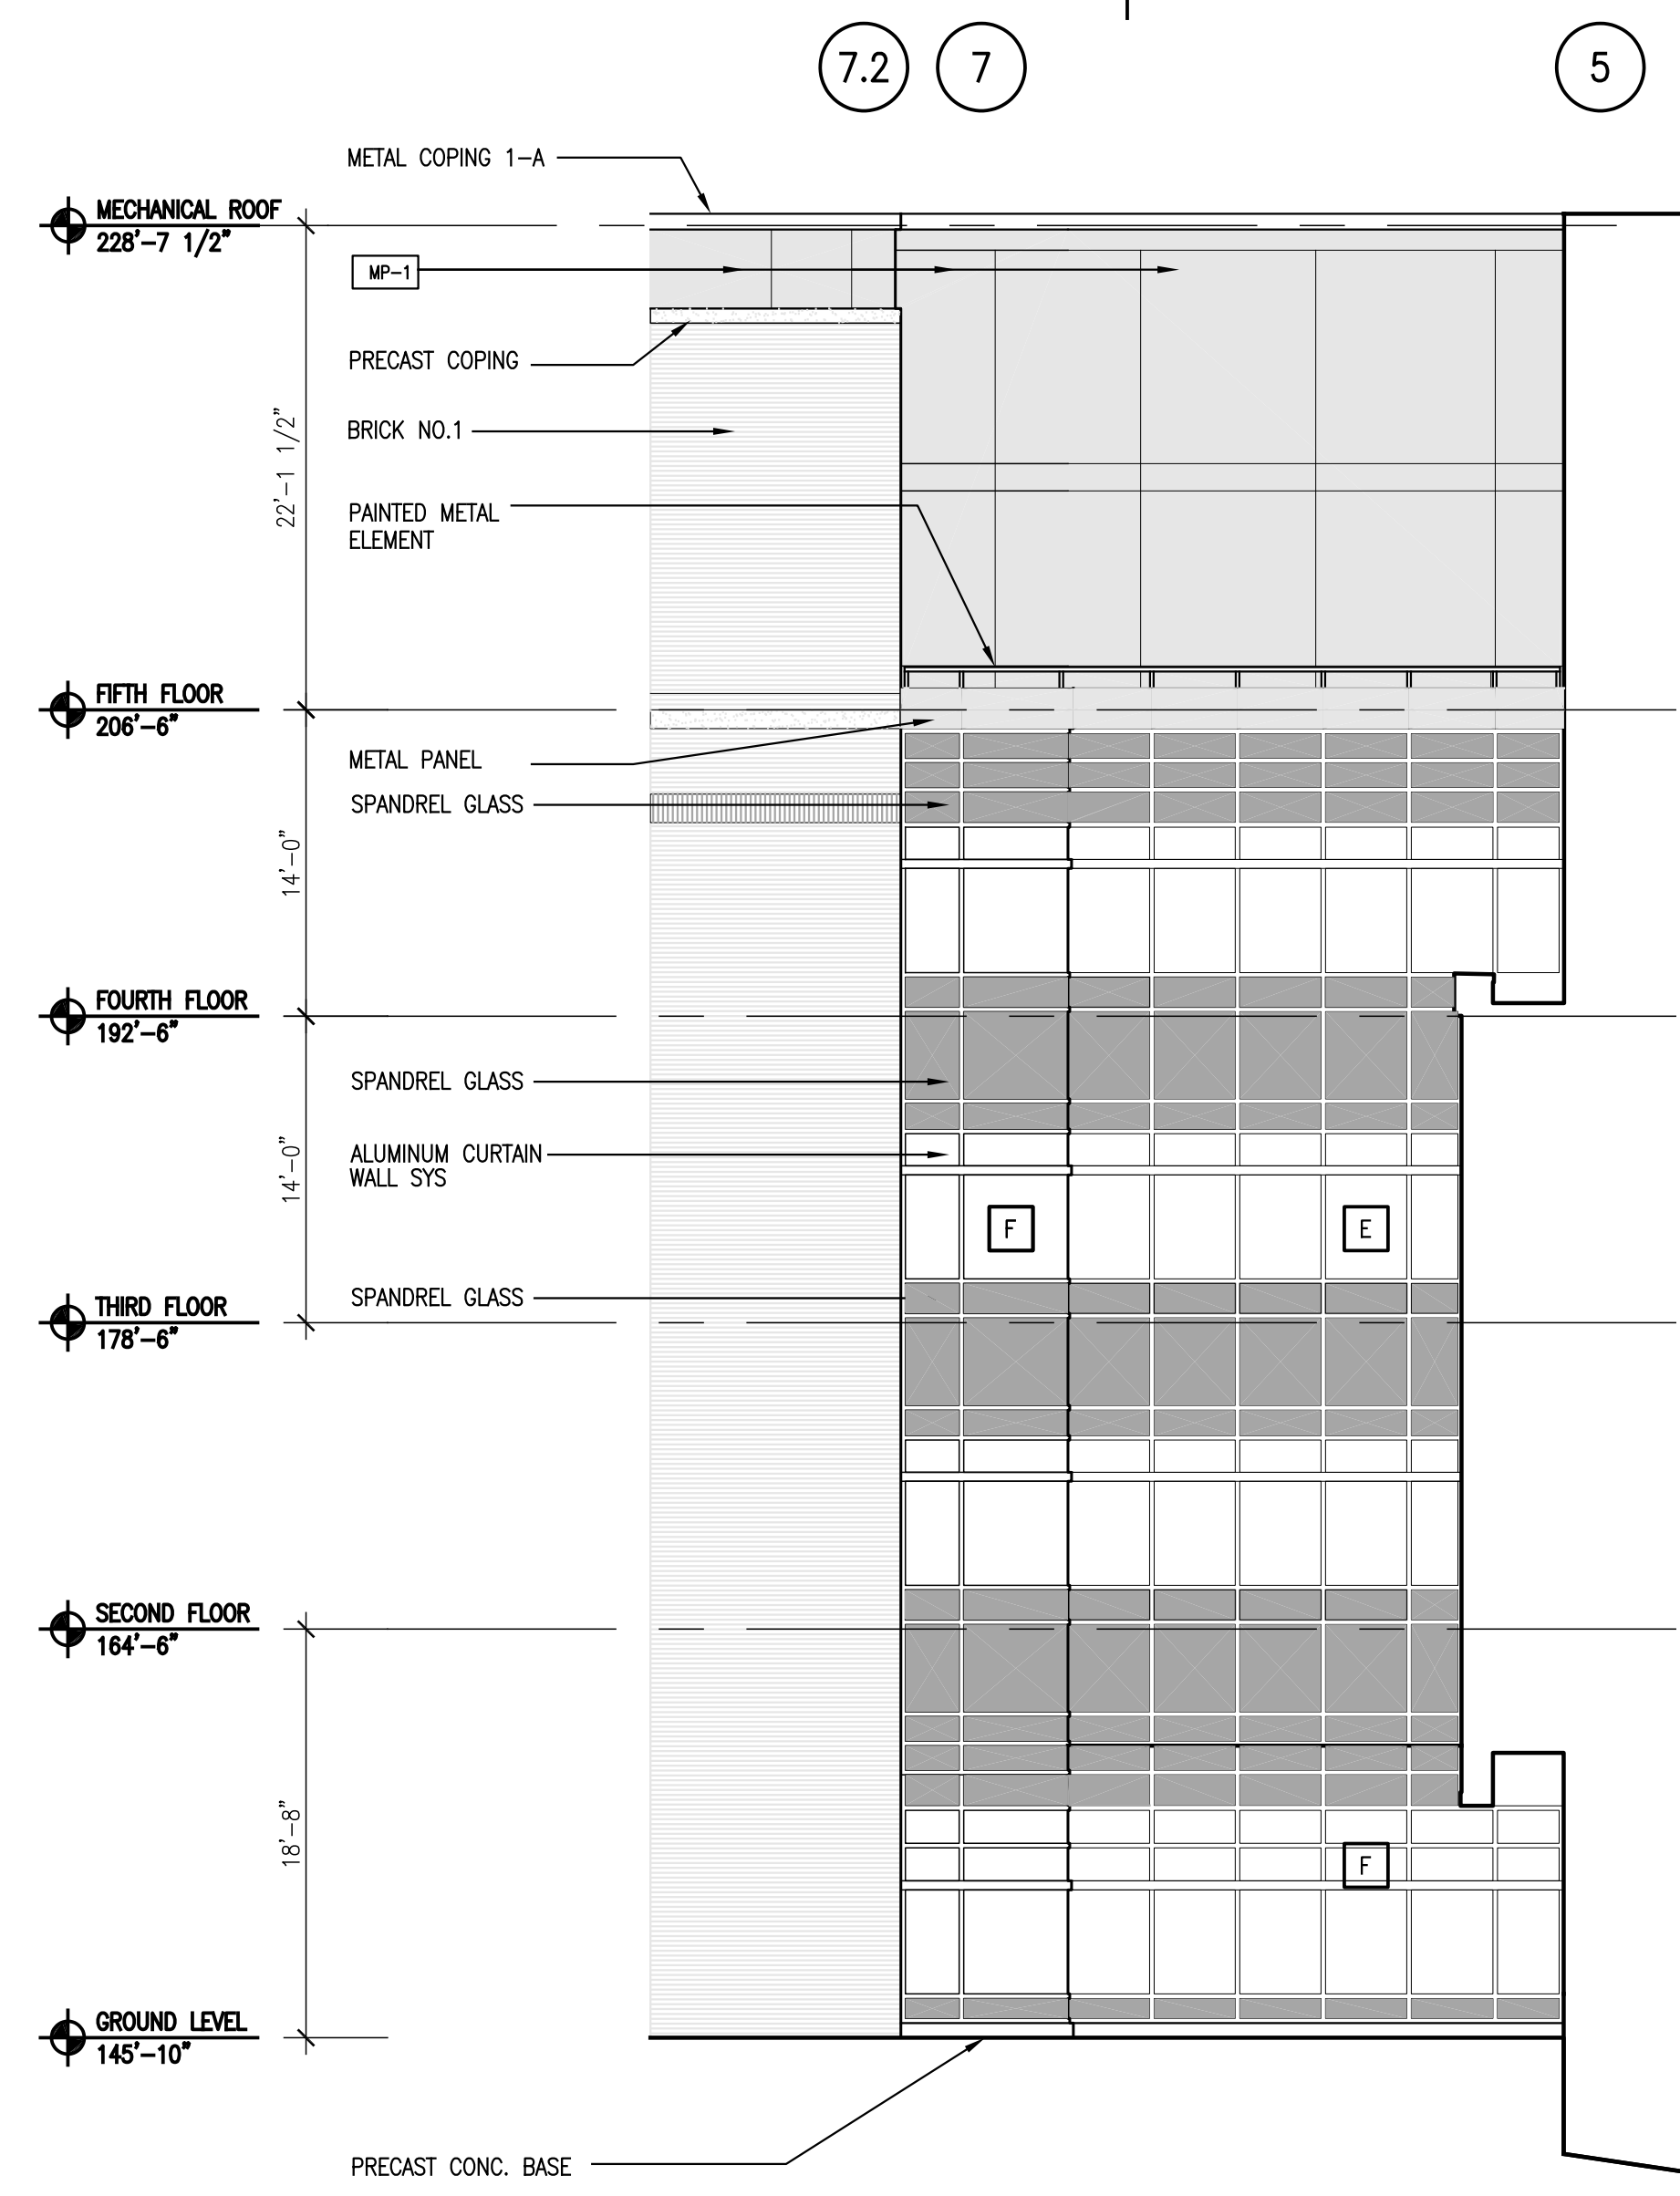 7.2
7
5
METAL COPING 1-A
MECHANICAL ROOF
228'-7 1/2"
MP-1
PRECAST COPING
BRICK NO.1
22'-1 1/2"
PAINTED METAL
ELEMENT
FIFTH FLOOR
206'-6"
METAL PANEL
SPANDREL GLASS
14'-0"
FOURTH FLOOR
192'-6"
SPANDREL GLASS
ALUMINUM CURTAIN
WALL SYS
14'-0"
F
E
SPANDREL GLASS
THIRD FLOOR
178'-6"
SECOND FLOOR
164'-6"
18'-8"
F
GROUND LEVEL
145'-10"
PRECAST CONC. BASE